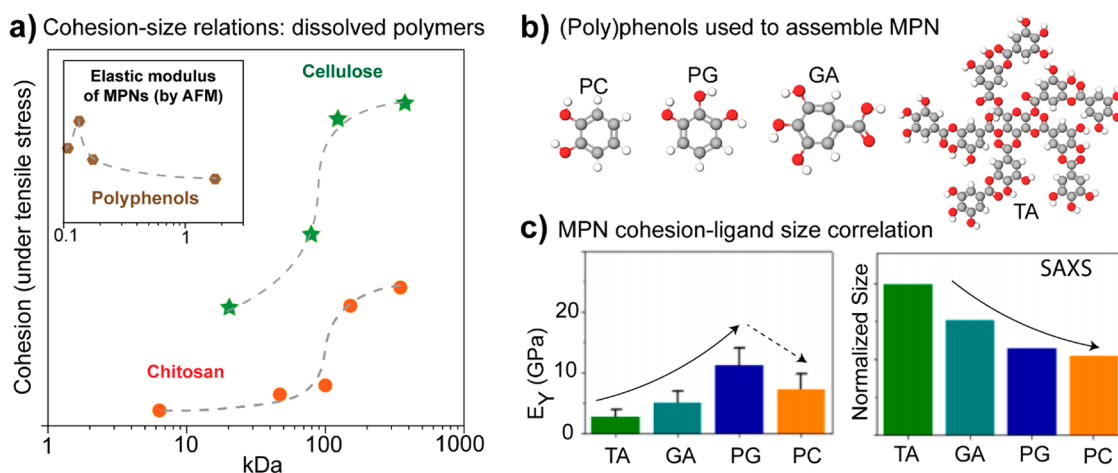 a) Cohesion-size relations: dissolved polymers
Cohesion (under tensile stress)
Elastic modulus
of MPNs (by AFM)
Polyphenols
0.1
1
Cellulose
Chitosan
1
10
100
1000
kDa
b) (Poly)phenols used to assemble MPN
PC
PG
GA
TA
c) MPN cohesion-ligand size correlation
EY (GPa)
20
10
0
TA
GA
PG
PC
Normalized Size
SAXS
TA
GA
PG
PC